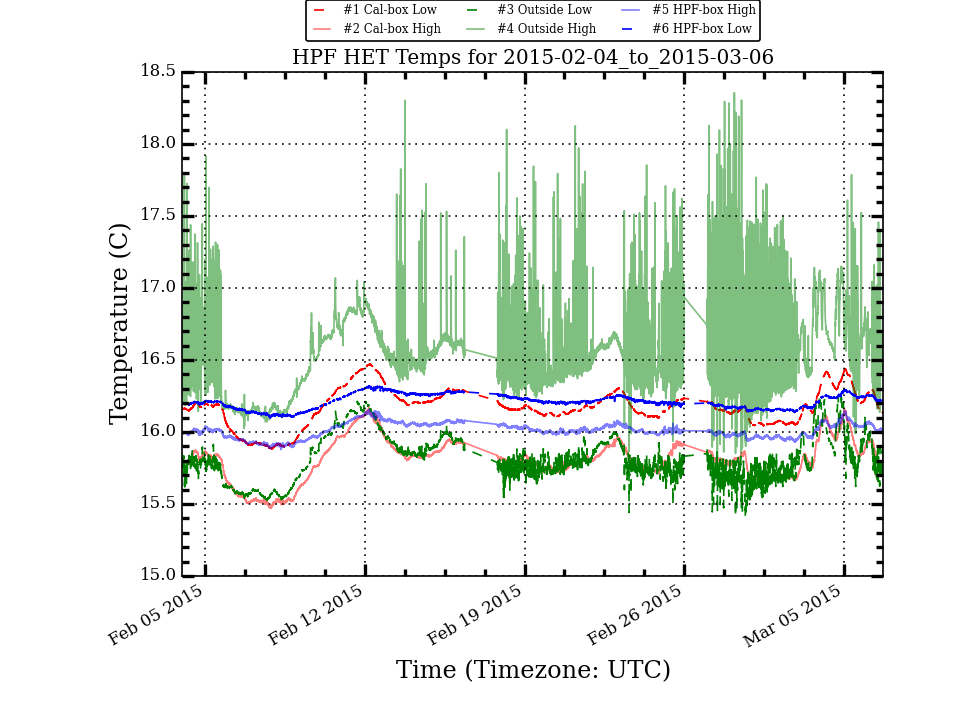 #1 Cal-box Low #3 Outside Low #5 HPF-box High
#2 Cal-box High #4 Outside High #6 HPF-box Low
HPF HET Temps for 2015-02-04_to_2015-03-06
18.5
18.0
17.5
17.0
16.5
16.0
15.5
15.0
Temperature (C)
Feb 05 2015 Feb 12 2015 Feb 19 2015 Feb 26 2015 Mar 05 2015
Time (Timezone: UTC)